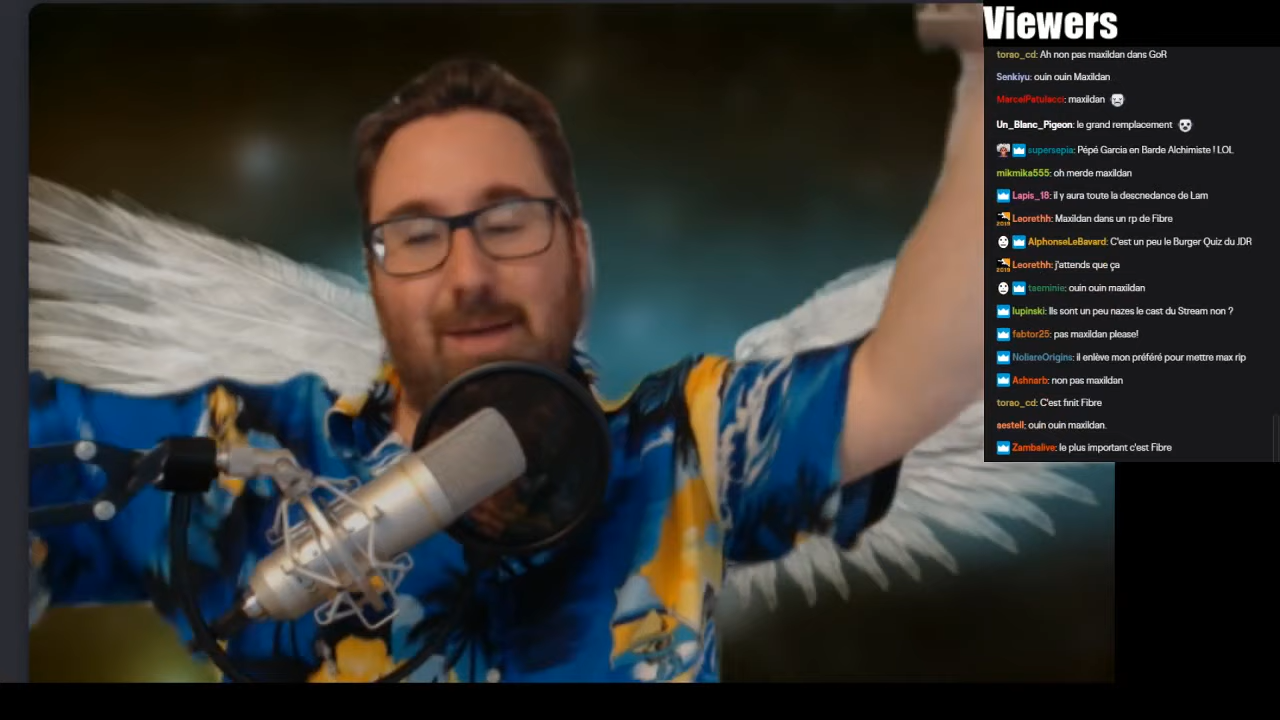 Viewers
torao_cd: Ah non pas maxildan dans GoR
Senkiyu: ouin ouin Maxildan
MarcelPatulacci: maxildan
Un_Blanc_Pigeon: le grand remplacement
supersepia: Pépé Garcia en Barde Alchimiste ! LOL
mikmika555: oh merde maxildan
Lapis_18: il y aura toute la descnedance de Lam
Leorethh: Maxildan dans un rp de Fibre
AlphonseLeBavard: C'est un peu le Burger Quiz du JDR
Leorethh: j'attends que ça
taeminie: ouin ouin maxildan
lupinski: Ils sont un peu nazes le cast du Stream non ?
fabtor25: pas maxildan please!
NoliareOrigins: il enlève mon préféré pour mettre max rip
Ashnarb: non pas maxildan
torao_cd: C'est finit Fibre
aestell: ouin ouin maxildan.
Zambalive: le plus important c'est Fibre